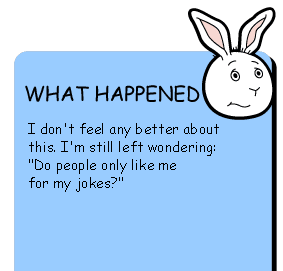 WHAT HAPPENED
I don't feel any better about
this. I'm still left wondering:
"Do people only like me
for my jokes?"